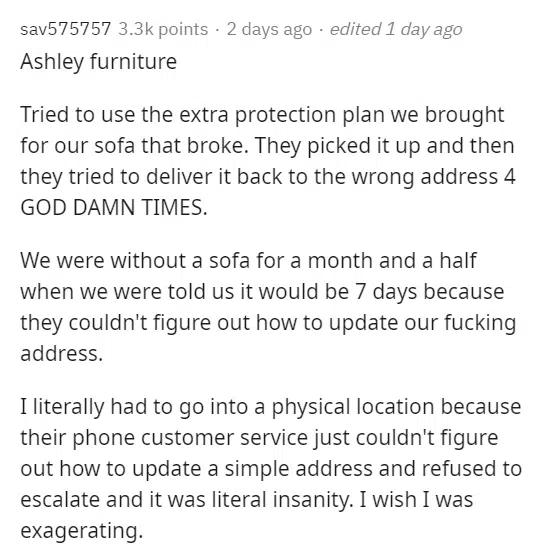 sav575757 3.3k points · 2 days ago · edited 1 day ago
Ashley furniture
Tried to use the extra protection plan we brought
for our sofa that broke. They picked it up and then
they tried to deliver it back to the wrong address 4
GOD DAMN TIMES.
We were without a sofa for a month and a half
when we were told us it would be 7 days because
they couldn't figure out how to update our fucking
address.
I literally had to go into a physical location because
their phone customer service just couldn't figure
out how to update a simple address and refused to
escalate and it was literal insanity. I wish I was
exagerating.